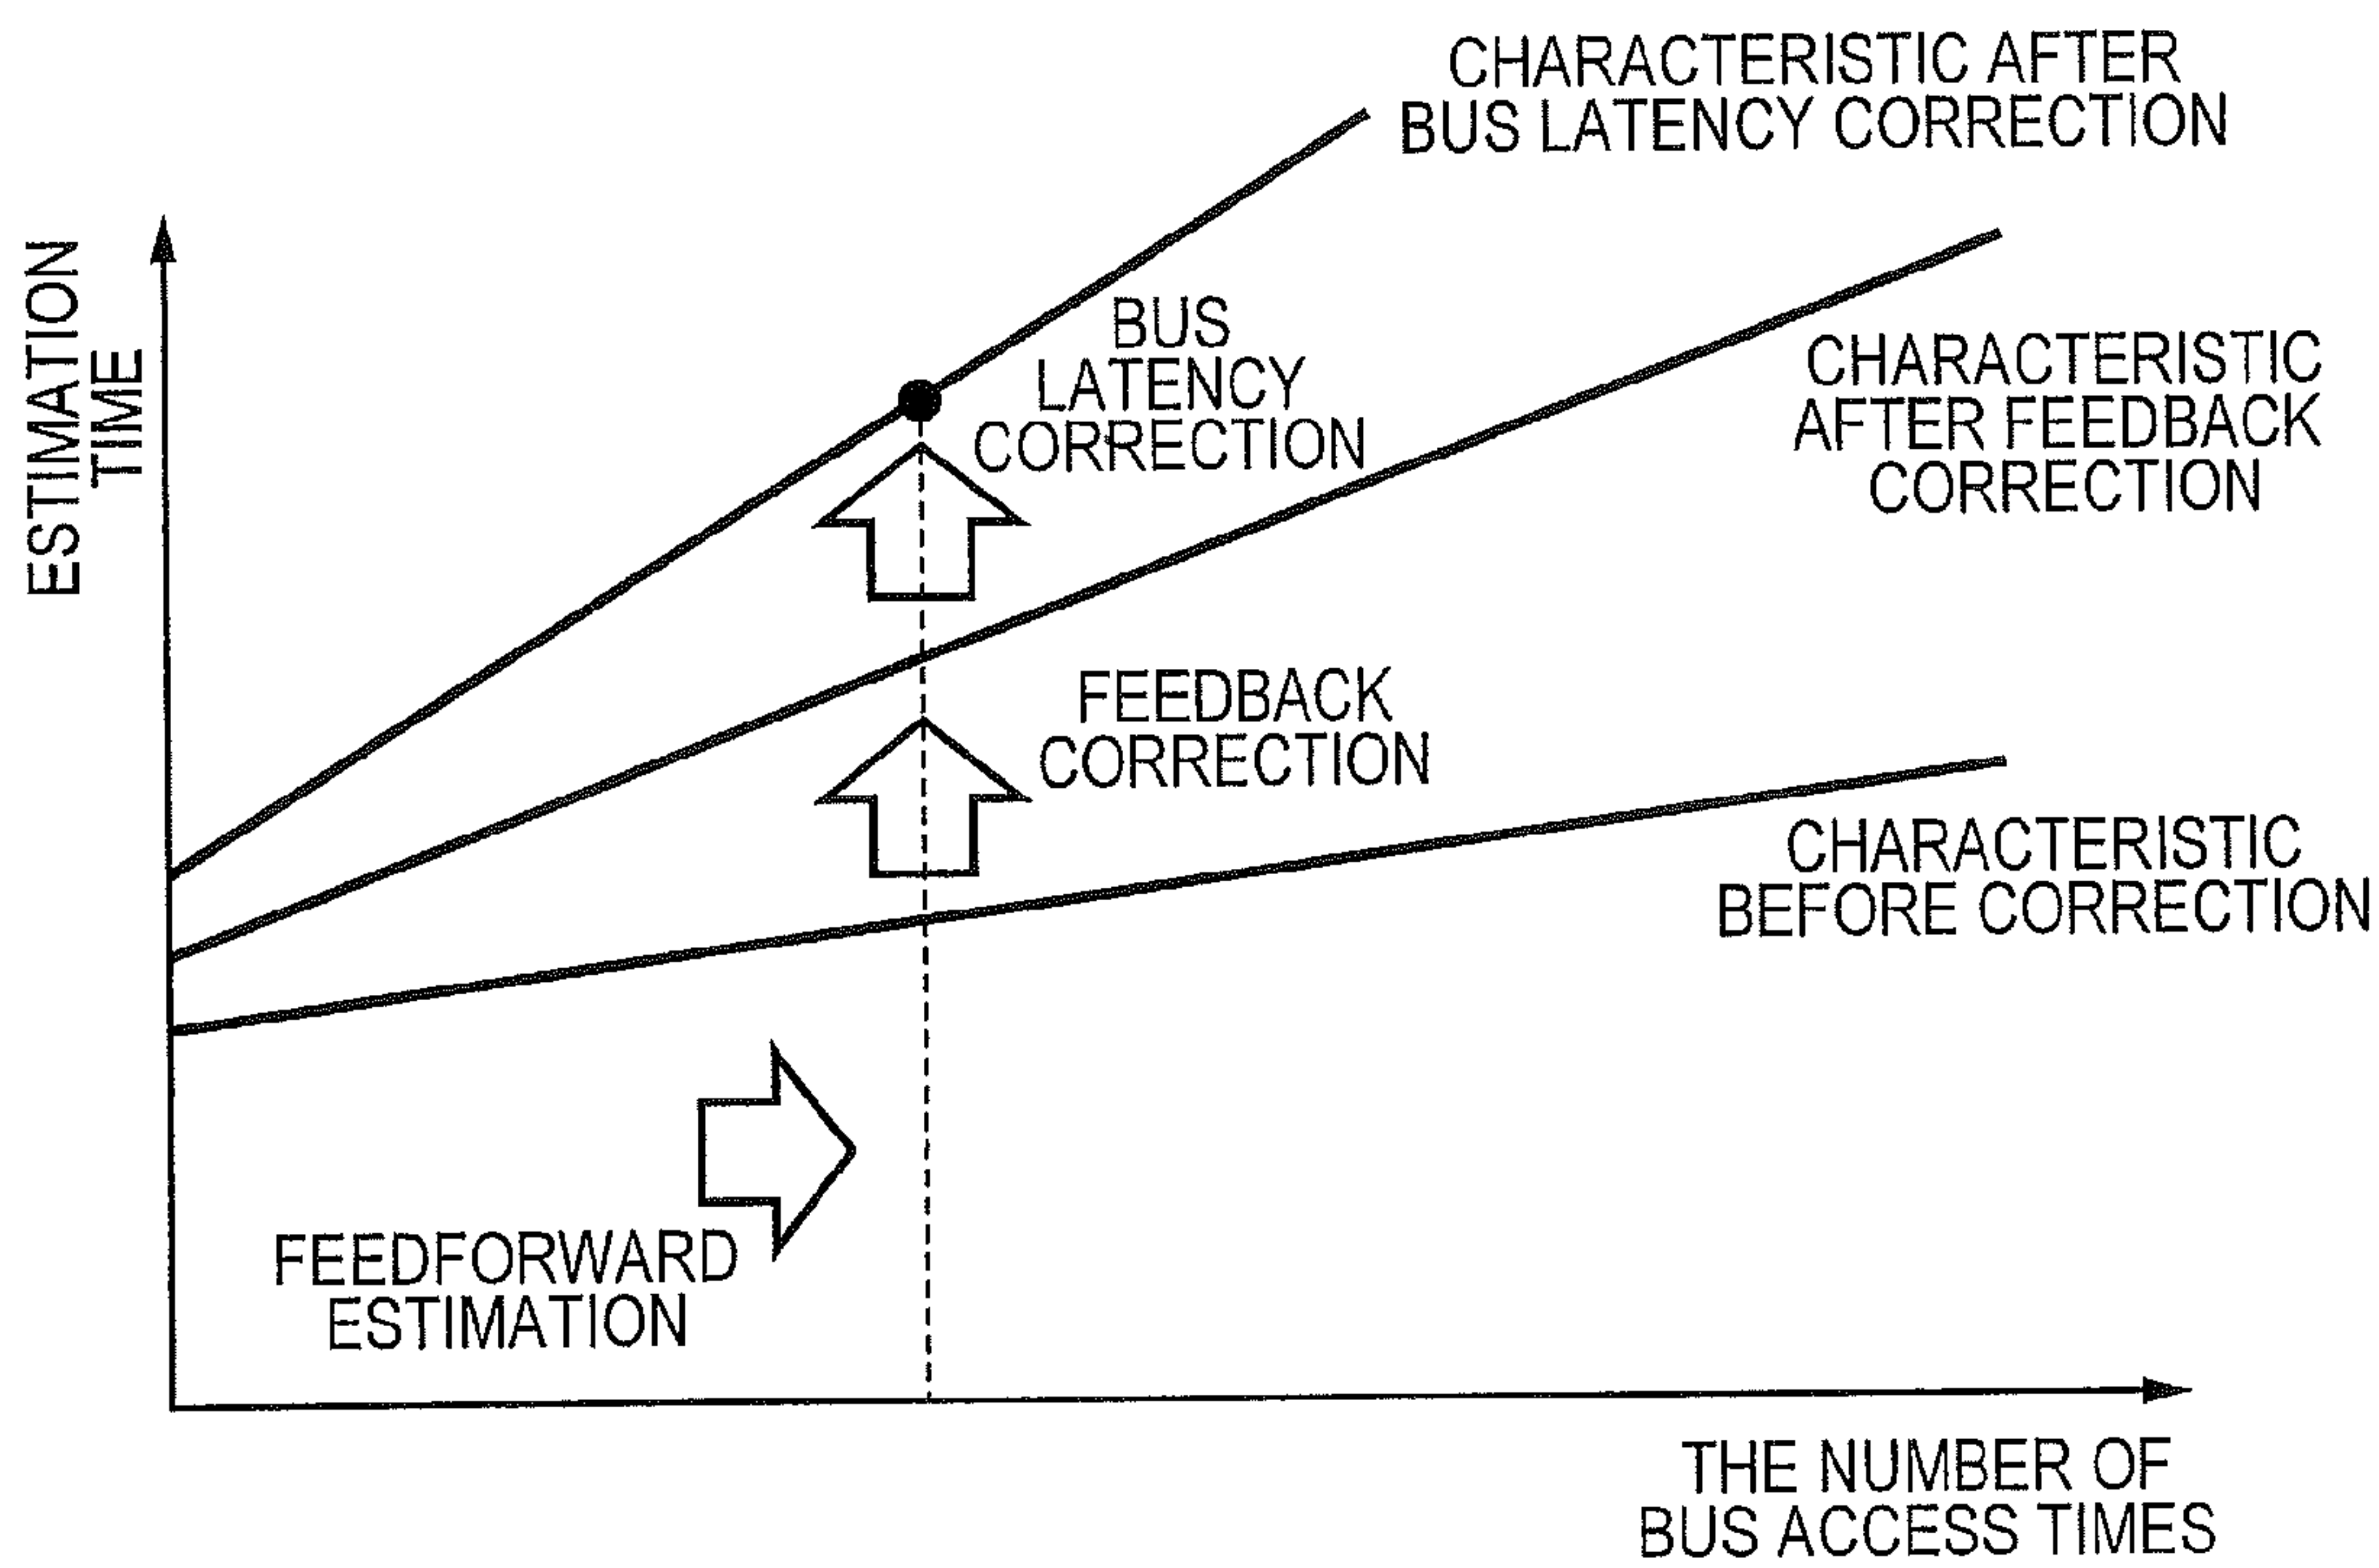 CHARACTERISTIC AFTER
BUS LATENCY CORRECTION
ESTIMATION
TIME
BUS
LATENCY
CORRECTION
CHARACTERISTIC
AFTER FEEDBACK
CORRECTION
FEEDBACK
CORRECTION
CHARACTERISTIC
BEFORE CORRECTION
FEEDFORWARD
ESTIMATION
THE NUMBER OF
BUS ACCESS TIMES